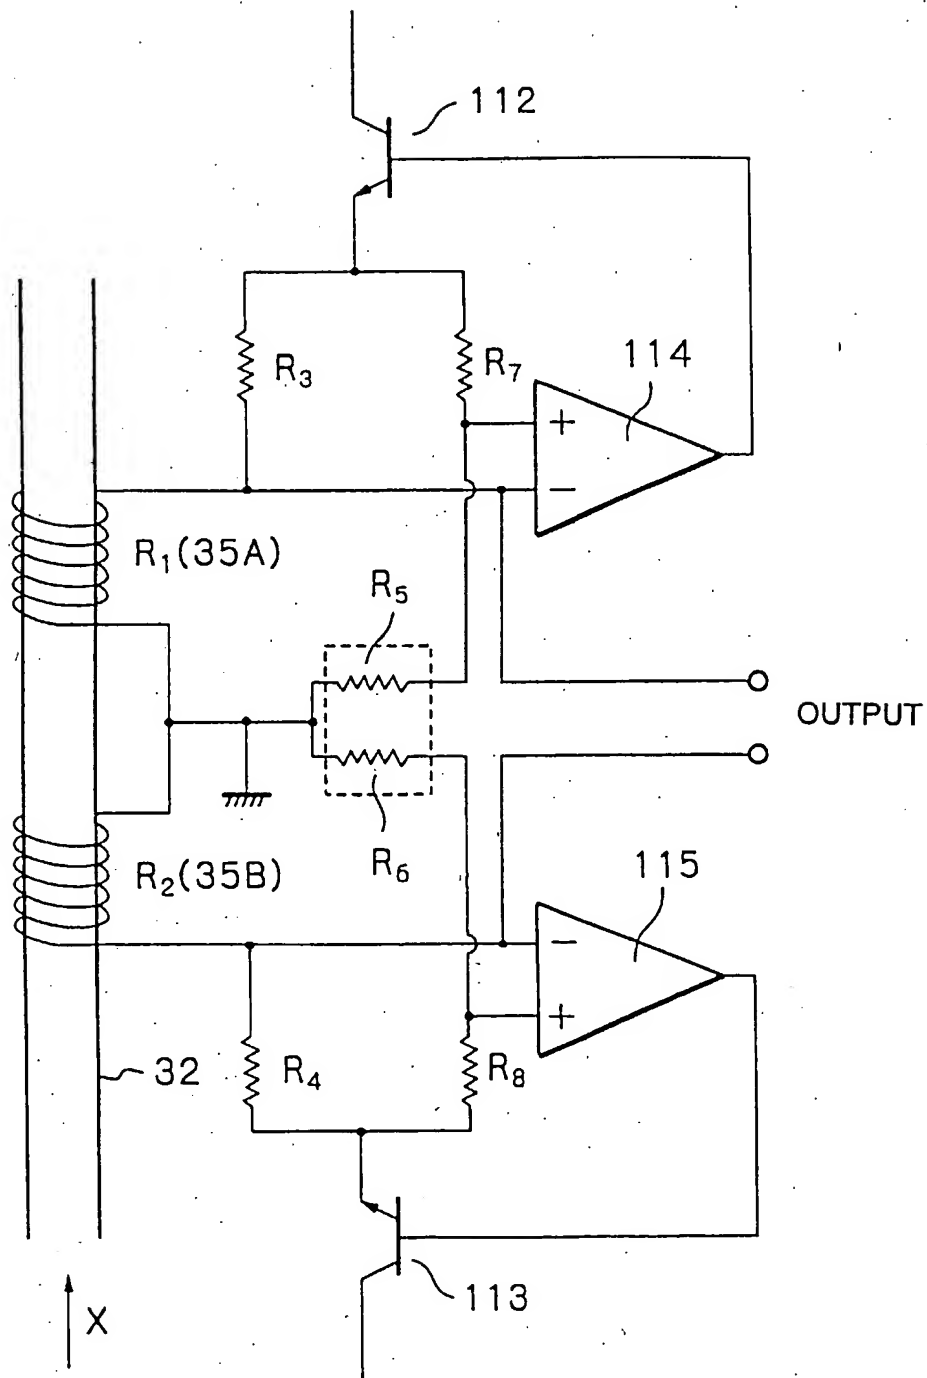 112
R₃
R₇
114
+
−
R₁(35A)
R₅
OUTPUT
R₆
R₂(35B)
115
−
+
32
R₄
R₈
X
113